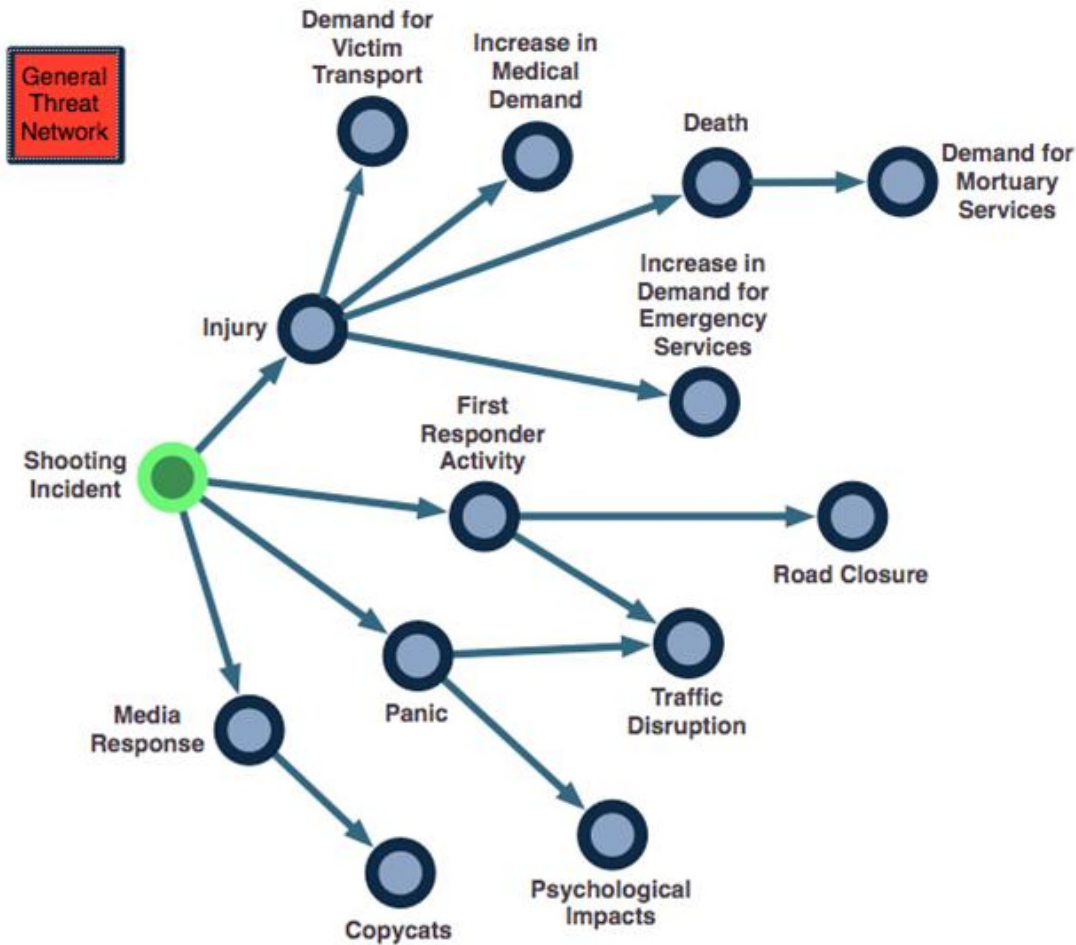 General
Threat
Network
Demand for
Victim
Transport
Increase in
Medical
Demand
Death
Demand for
Mortuary
Services
Increase in
Demand for
Emergency
Services
Injury
First
Responder
Activity
Shooting
Incident
Road Closure
Panic
Traffic
Disruption
Media
Response
Psychological
Impacts
Copycats